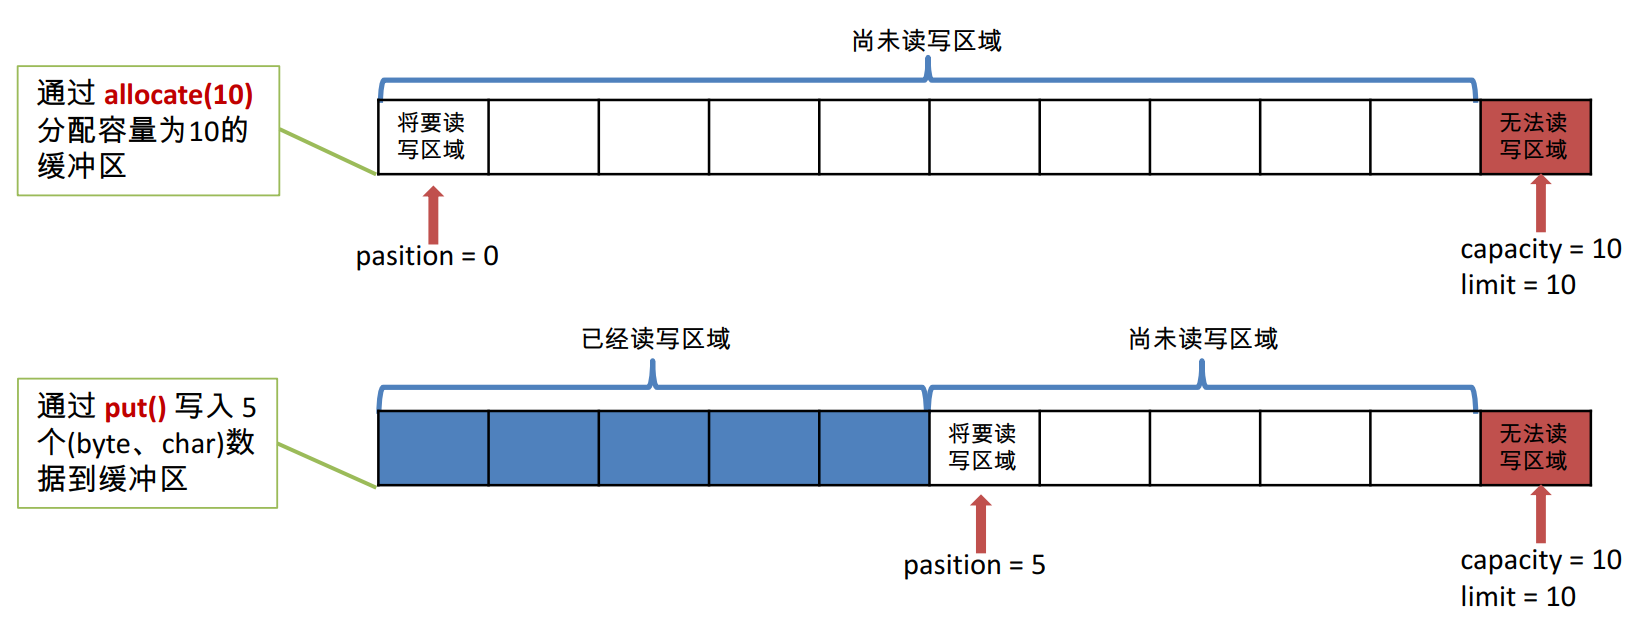 尚未读写区域
通过 allocate(10)
分配容量为10的
缓冲区
将要读
写区域
无法读
写区域
pasition = 0
capacity = 10
limit = 10
已经读写区域
尚未读写区域
通过 put() 写入 5
个(byte、char)数
据到缓冲区
将要读
写区域
无法读
写区域
pasition = 5
capacity = 10
limit = 10